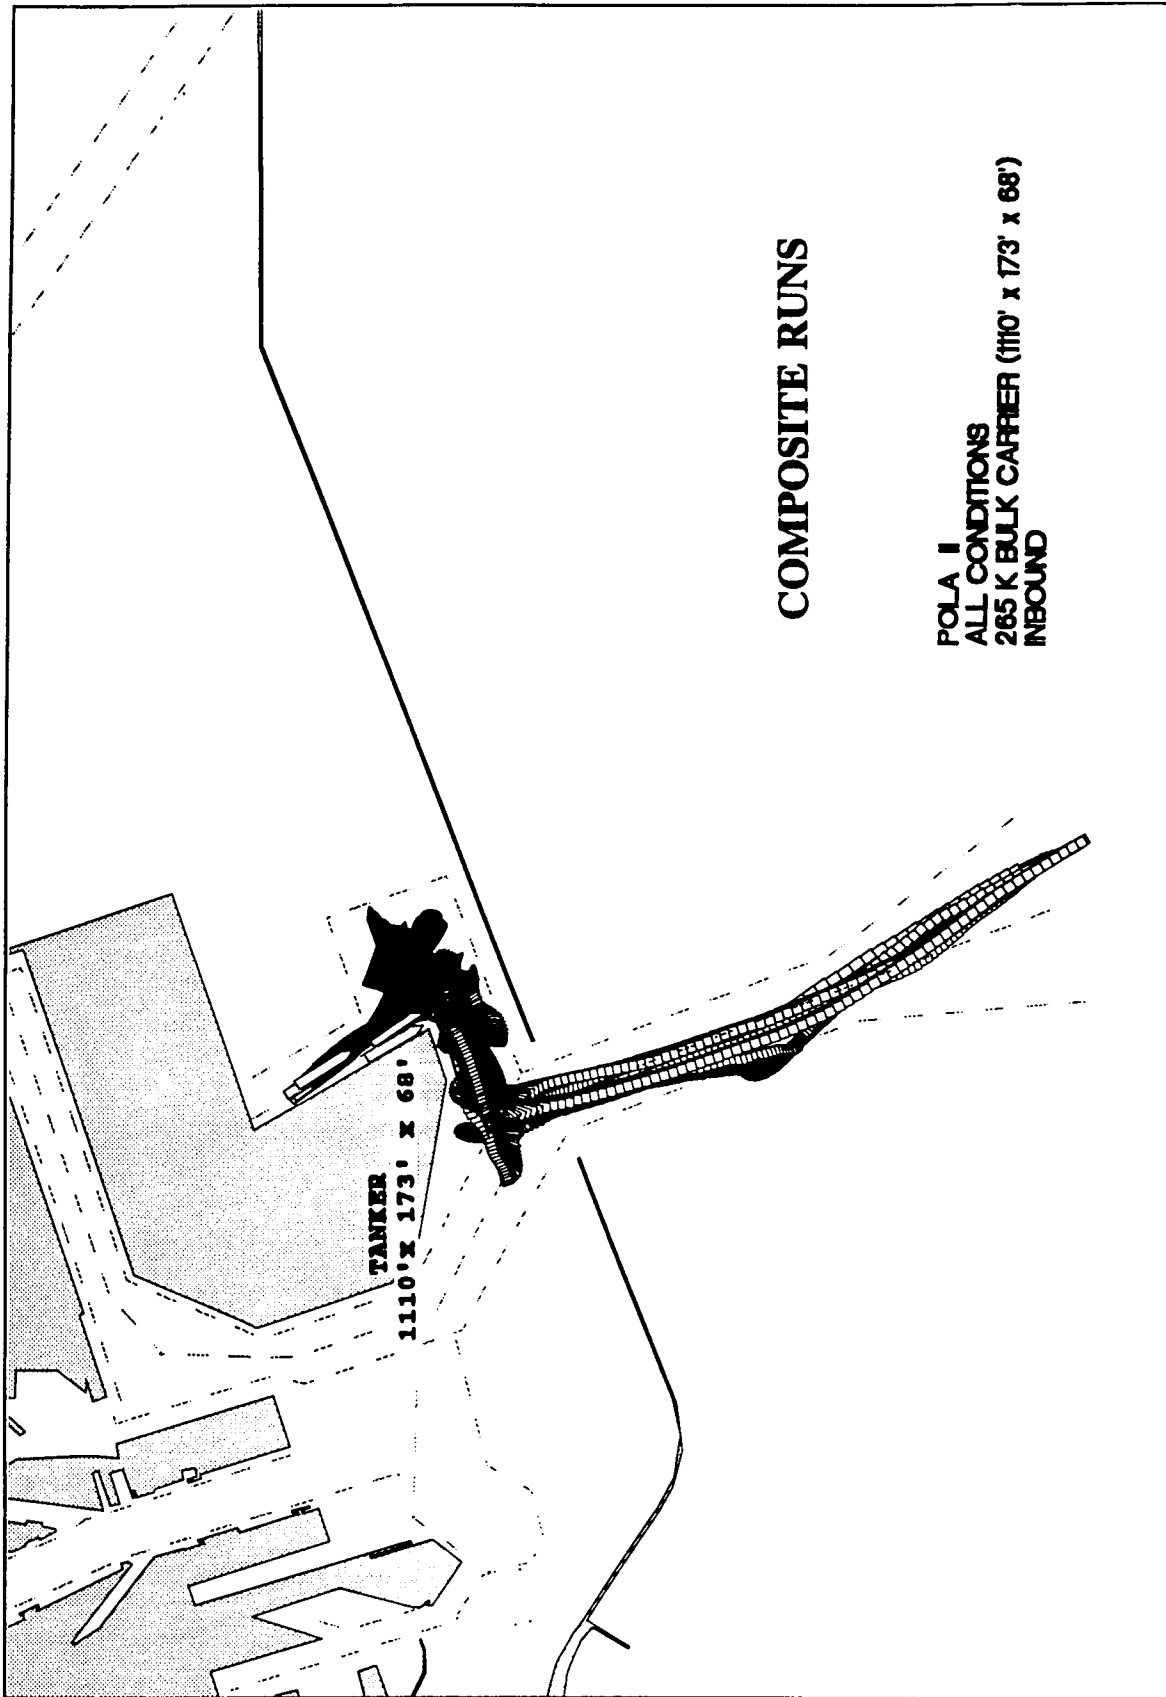 TANKER
1110'X 173' X 68'
COMPOSITE RUNS
POLA II
ALL CONDITIONS
265 K BULK CARRIER (1110' x 173' x 68')
INBOUND